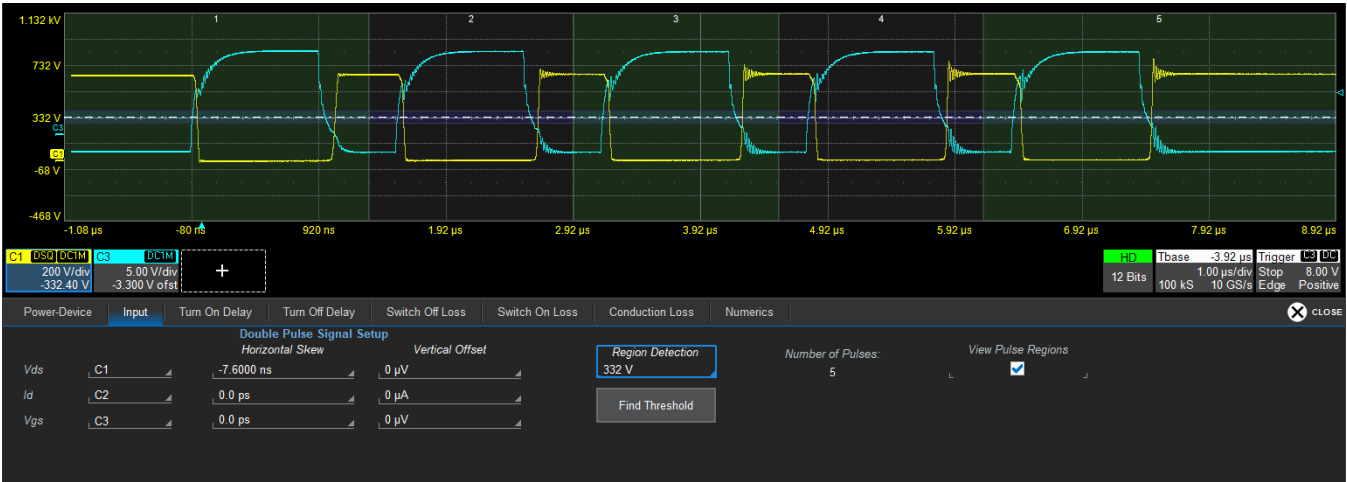 1.132 kV
1 2 3 4 5
732 V
332 V
C3
C1
-68 V
-468 V
-1.08 µs -80 ns 920 ns 1.92 µs 2.92 µs 3.92 µs 4.92 µs 5.92 µs 6.92 µs 7.92 µs 8.92 µs
C1 DSQ DC1M C3 DC1M HD Tbase -3.92 µs Trigger C3 DC
200 V/div 5.00 V/div + 12 Bits 1.00 µs/div Stop 8.00 V
-332.40 V -3.300 V ofst 100 kS 10 GS/s Edge Positive
Power-Device Input Turn On Delay Turn Off Delay Switch Off Loss Switch On Loss Conduction Loss Numerics CLOSE
Double Pulse Signal Setup
Horizontal Skew Vertical Offset Region Detection Number of Pulses: View Pulse Regions
Vds C1 -7.6000 ns 0 µV 332 V 5
Id C2 0.0 ps 0 µA Find Threshold
Vgs C3 0.0 ps 0 µV